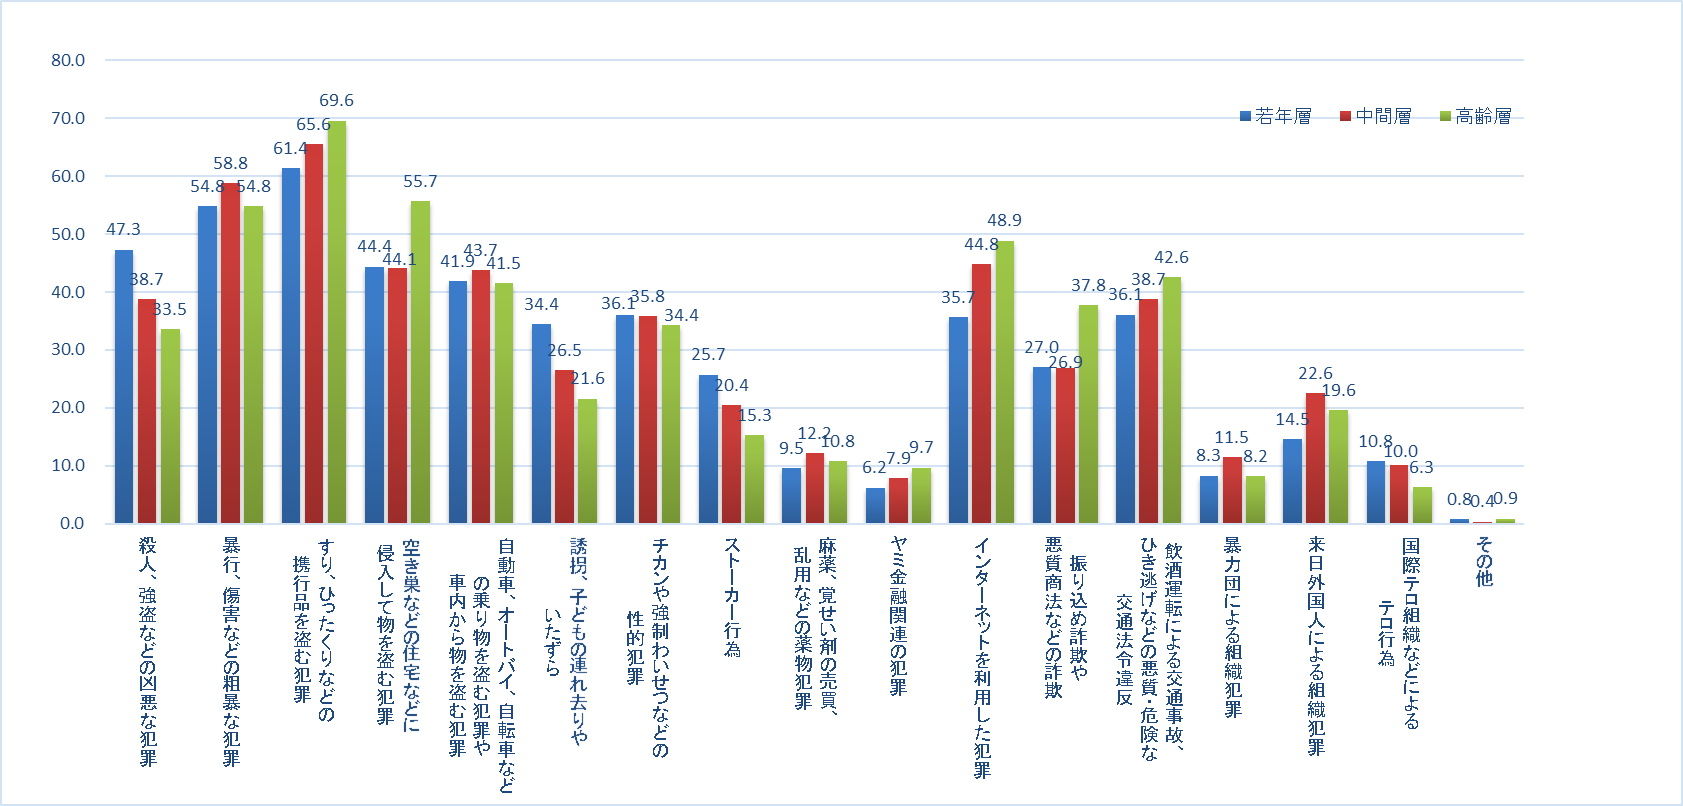 80.0
70.0
60.0
50.0
40.0
30.0
20.0
10.0
0.0
若年層
中間層
高齢層
47.3
38.7
33.5
54.8
58.8
54.8
61.4
65.6
69.6
44.4
44.1
55.7
41.9
43.7
41.5
34.4
26.5
21.6
36.1
35.8
34.4
25.7
20.4
15.3
9.5
12.2
10.8
6.2
7.9
9.7
35.7
44.8
48.9
27.0
26.9
37.8
36.1
38.7
42.6
8.3
11.5
8.2
14.5
22.6
19.6
10.8
10.0
6.3
0.8
0.4
0.9
殺人、強盗などの凶悪な犯罪
暴行、傷害などの粗暴な犯罪
すり、ひったくりなどの
携行品を盗む犯罪
空き巣などの住宅などに
侵入して物を盗む犯罪
自動車、オートバイ、自転車など
の乗り物を盗む犯罪や
車内から物を盗む犯罪
誘拐、子どもの連れ去りや
いたずら
チカンや強制わいせつなどの
性的犯罪
ストーカー行為
麻薬、覚せい剤の売買、
乱用などの薬物犯罪
ヤミ金融関連の犯罪
インターネットを利用した犯罪
振り込め詐欺や
悪質商法などの詐欺
飲酒運転による交通事故、
ひき逃げなどの悪質・危険な
交通法令違反
暴力団による組織犯罪
来日外国人による組織犯罪
国際テロ組織などによる
テロ行為
その他